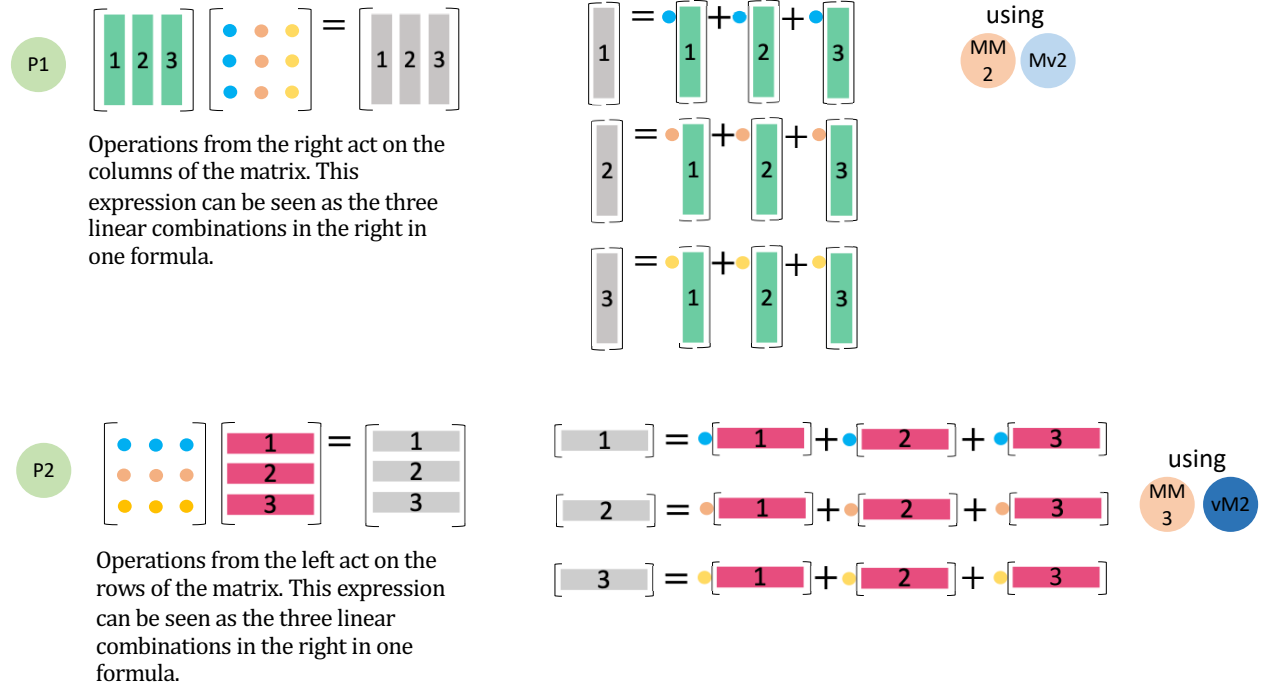 P1
1 2 3 = 1 2 3
Operations from the right act on the
columns of the matrix. This
expression can be seen as the three
linear combinations in the right in
one formula.
1 = 1 + 2 + 3
2 = 1 + 2 + 3
3 = 1 + 2 + 3
using
MM
2
Mv2
P2
1 = 1
2 2
3 3
Operations from the left act on the
rows of the matrix. This expression
can be seen as the three linear
combinations in the right in one
formula.
1 = 1 + 2 + 3
2 = 1 + 2 + 3
3 = 1 + 2 + 3
using
MM
3
vM2